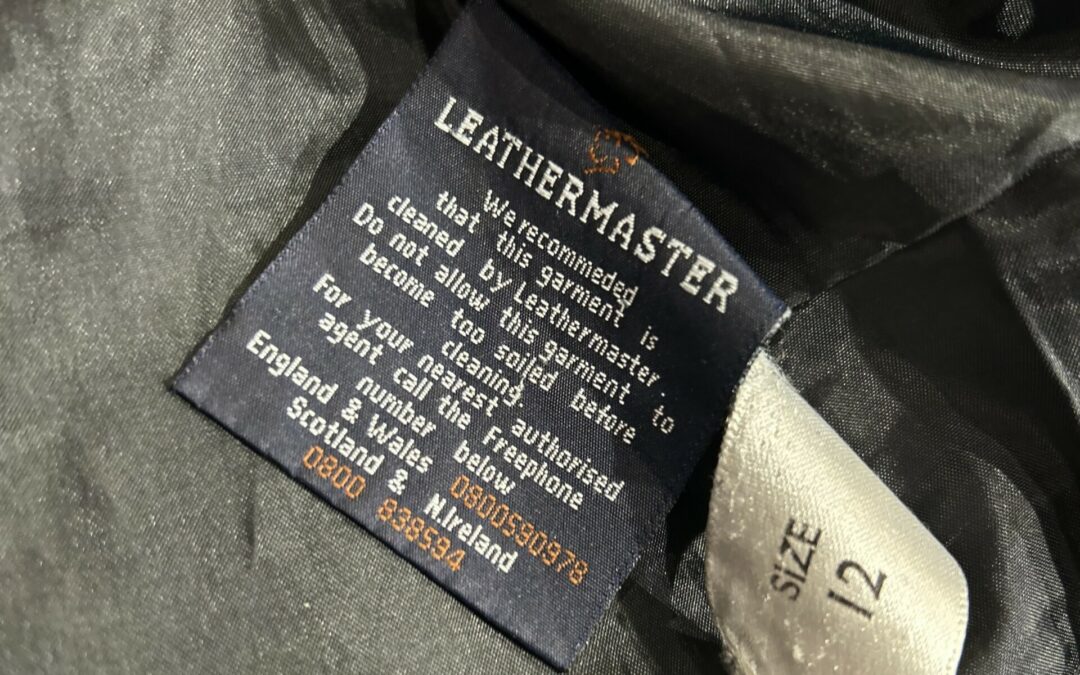 LEATHERMASTER
We recommeded
that this garment is
cleaned by Leathermaster.
Do not allow this garment to
become too soiled before
cleaning.
For your nearest authorised
agent call the Freephone
number below
England & Wales 0800590978
Scotland & N.Ireland
0800 838594
SIZE
12